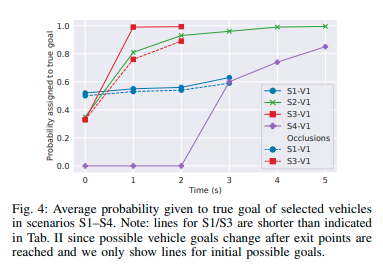 Probability assigned to true goal
1.0
0.8
0.6
0.4
0.2
0.0
0 1 2 3 4 5
Time (s)
S1-V1
S2-V1
S3-V1
S4-V1
Occlusions
S1-V1
S3-V1
Fig. 4: Average probability given to true goal of selected vehicles
in scenarios S1–S4. Note: lines for S1/S3 are shorter than indicated
in Tab. II since possible vehicle goals change after exit points are
reached and we only show lines for initial possible goals.